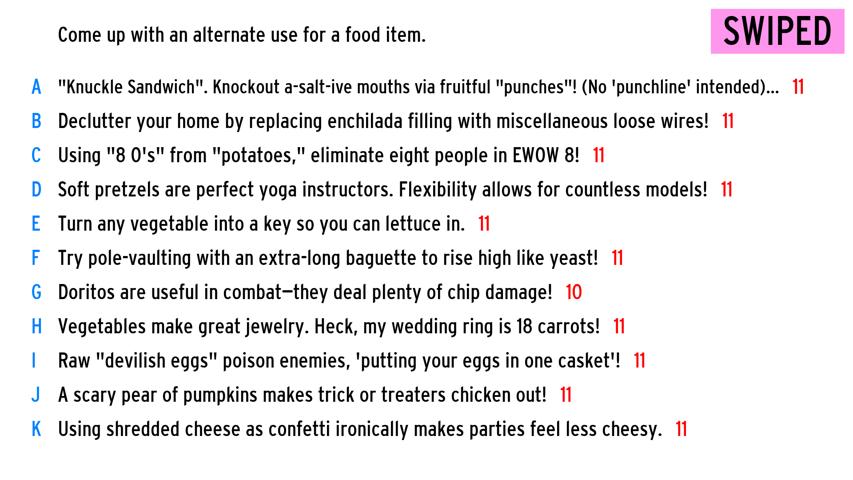 Come up with an alternate use for a food item.
SWIPED
A "Knuckle Sandwich". Knockout a-salt-ive mouths via fruitful "punches"! (No 'punchline' intended)... 11
B Declutter your home by replacing enchilada filling with miscellaneous loose wires! 11
C Using "8 O's" from "potatoes," eliminate eight people in EWOW 8! 11
D Soft pretzels are perfect yoga instructors. Flexibility allows for countless models! 11
E Turn any vegetable into a key so you can lettuce in. 11
F Try pole-vaulting with an extra-long baguette to rise high like yeast! 11
G Doritos are useful in combat—they deal plenty of chip damage! 10
H Vegetables make great jewelry. Heck, my wedding ring is 18 carrots! 11
I Raw "devilish eggs" poison enemies, 'putting your eggs in one casket'! 11
J A scary pear of pumpkins makes trick or treaters chicken out! 11
K Using shredded cheese as confetti ironically makes parties feel less cheesy. 11